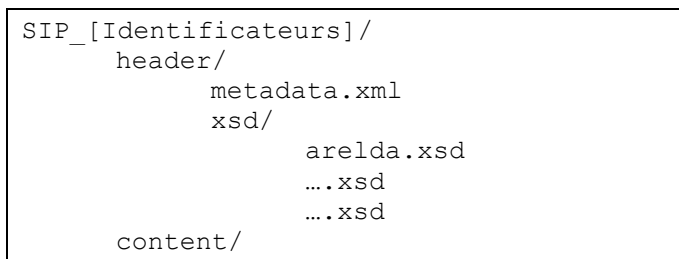 SIP_[Identificateurs]/
header/
metadata.xml
xsd/
arelda.xsd
….xsd
….xsd
content/